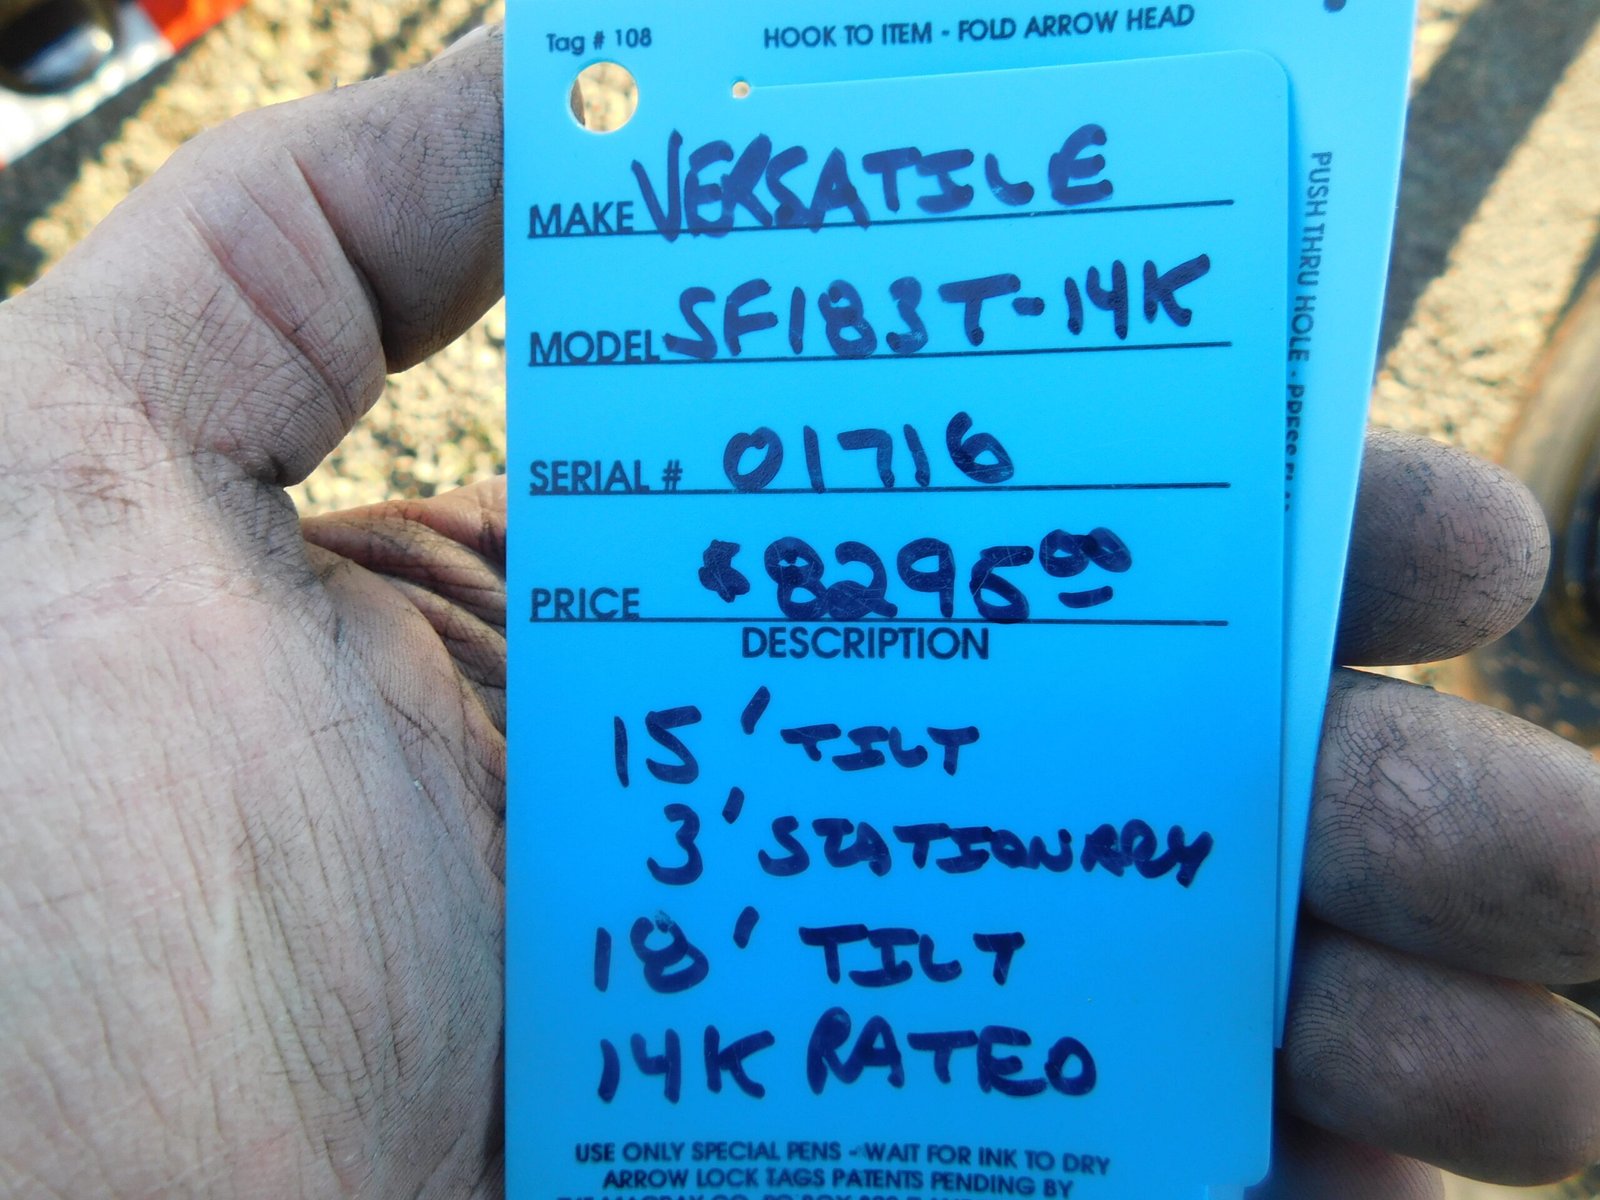 Tag # 108
HOOK TO ITEM - FOLD ARROW HEAD
MAKE VERSATILE
MODEL SF183T-14K
SERIAL # 01716
PRICE $8295.00
DESCRIPTION
15' TILT
3' STATIONARY
18' TILT
14K RATED
USE ONLY SPECIAL PENS - WAIT FOR INK TO DRY
ARROW LOCK TAGS PATENTS PENDING BY
PUSH THRU HOLE - PRESS